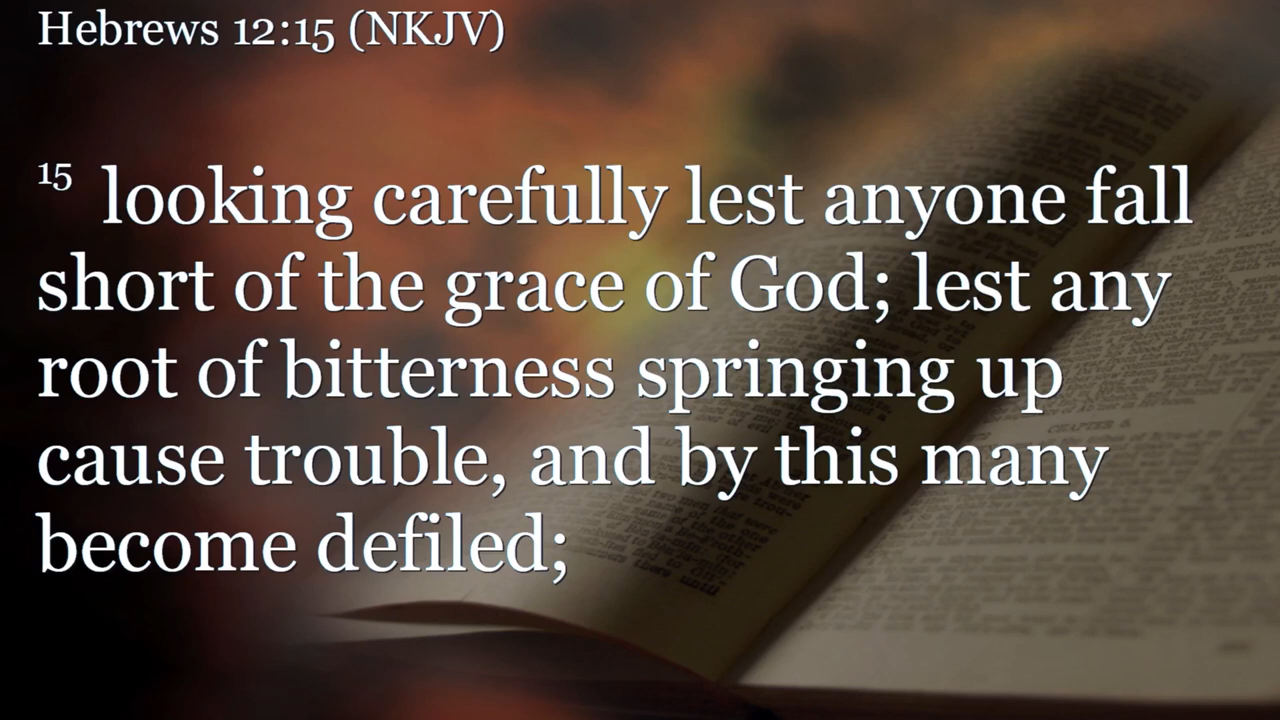 Hebrews 12:15 (NKJV)
15 looking carefully lest anyone fall
short of the grace of God; lest any
root of bitterness springing up
cause trouble, and by this many
become defiled;
CHAPTER